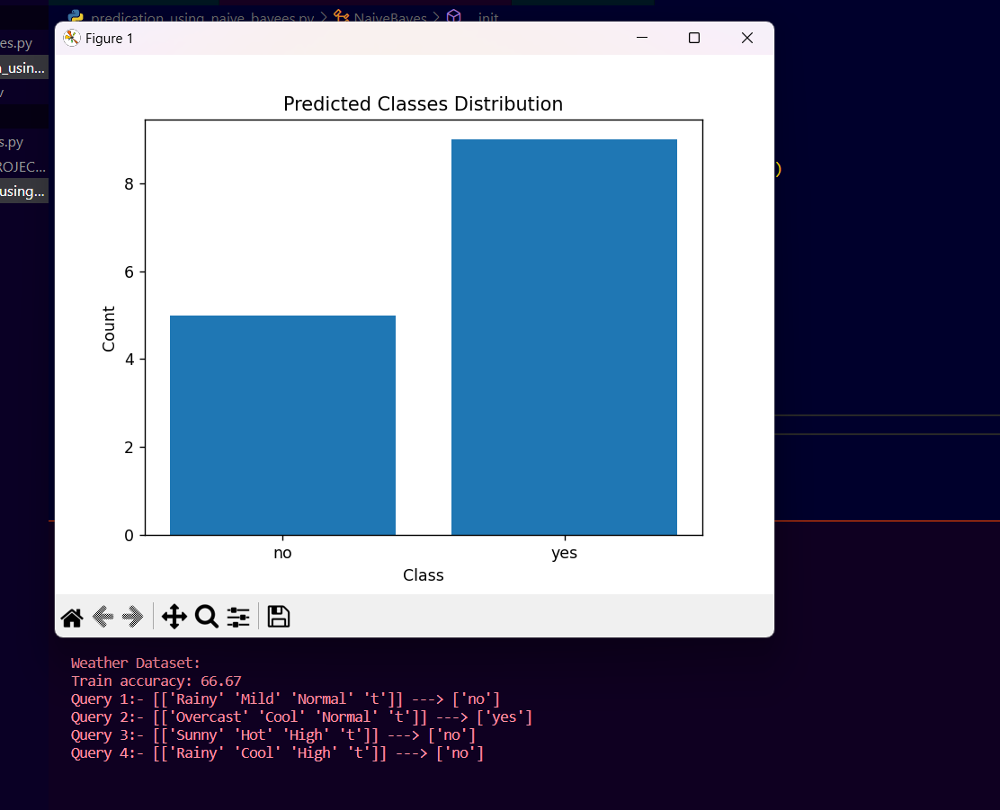 predication_using_naive_bayees.py > NaiveBayes > __init__
Figure 1
es.py
_usin...
s.py
ROJEC...
using...
)
Predicted Classes Distribution
8
6
4
2
0
Count
no yes
Class
Weather Dataset:
Train accuracy: 66.67
Query 1:- [['Rainy' 'Mild' 'Normal' 't']] ---> ['no']
Query 2:- [['Overcast' 'Cool' 'Normal' 't']] ---> ['yes']
Query 3:- [['Sunny' 'Hot' 'High' 't']] ---> ['no']
Query 4:- [['Rainy' 'Cool' 'High' 't']] ---> ['no']